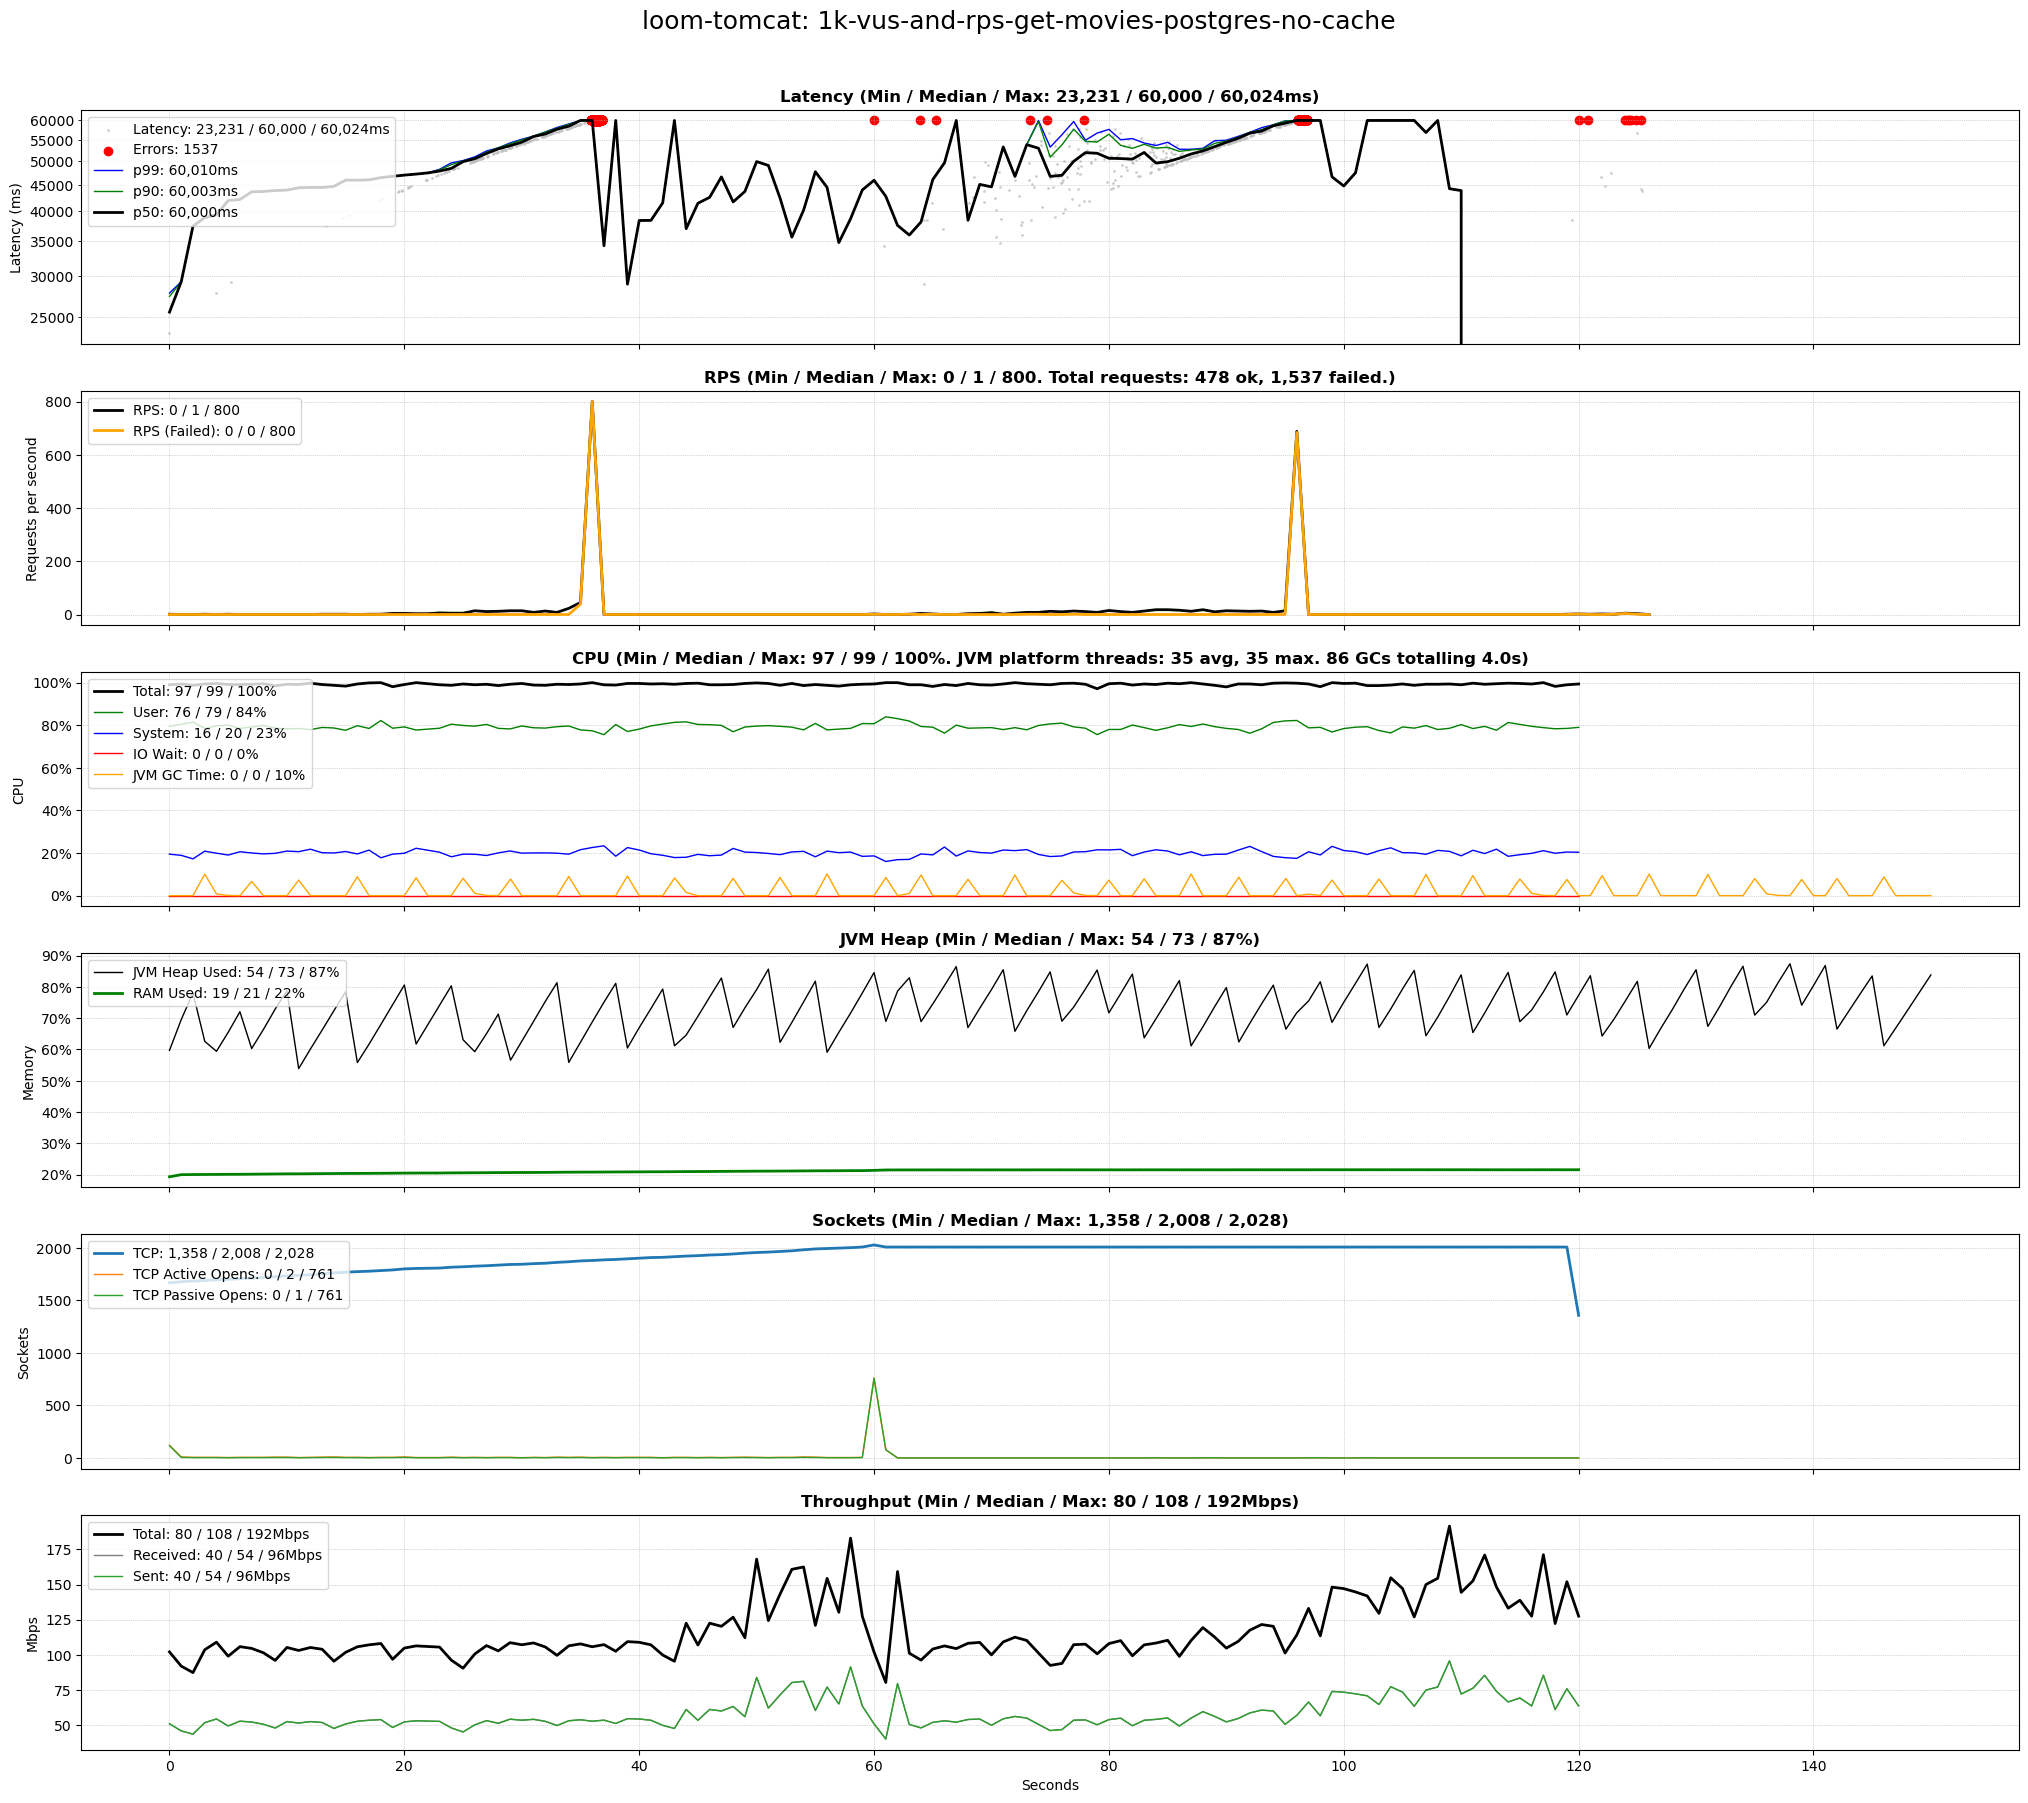 loom-tomcat: 1k-vus-and-rps-get-movies-postgres-no-cache
Latency (Min / Median / Max: 23,231 / 60,000 / 60,024ms)
Latency (ms)
60000
55000
50000
45000
40000
35000
30000
25000
Latency: 23,231 / 60,000 / 60,024ms
Errors: 1537
p99: 60,010ms
p90: 60,003ms
p50: 60,000ms
RPS (Min / Median / Max: 0 / 1 / 800. Total requests: 478 ok, 1,537 failed.)
Requests per second
800
600
400
200
0
RPS: 0 / 1 / 800
RPS (Failed): 0 / 0 / 800
CPU (Min / Median / Max: 97 / 99 / 100%. JVM platform threads: 35 avg, 35 max. 86 GCs totalling 4.0s)
CPU
100%
80%
60%
40%
20%
0%
Total: 97 / 99 / 100%
User: 76 / 79 / 84%
System: 16 / 20 / 23%
IO Wait: 0 / 0 / 0%
JVM GC Time: 0 / 0 / 10%
JVM Heap (Min / Median / Max: 54 / 73 / 87%)
Memory
90%
80%
70%
60%
50%
40%
30%
20%
JVM Heap Used: 54 / 73 / 87%
RAM Used: 19 / 21 / 22%
Sockets (Min / Median / Max: 1,358 / 2,008 / 2,028)
Sockets
2000
1500
1000
500
0
TCP: 1,358 / 2,008 / 2,028
TCP Active Opens: 0 / 2 / 761
TCP Passive Opens: 0 / 1 / 761
Throughput (Min / Median / Max: 80 / 108 / 192Mbps)
Mbps
175
150
125
100
75
50
Total: 80 / 108 / 192Mbps
Received: 40 / 54 / 96Mbps
Sent: 40 / 54 / 96Mbps
0 20 40 60 80 100 120 140
Seconds